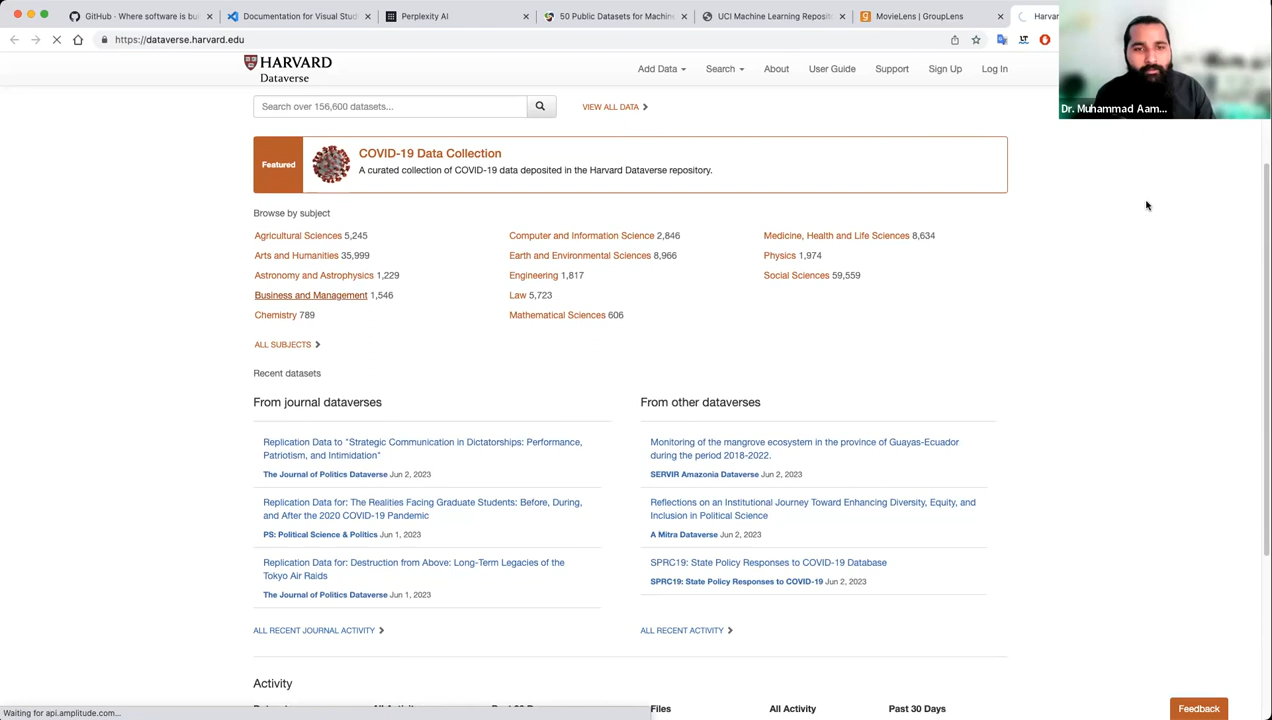 GitHub · Where software is bui
Documentation for Visual Stud
Perplexity AI
50 Public Datasets for Machine
UCI Machine Learning Reposito
MovieLens | GroupLens
Harvar
https://dataverse.harvard.edu
HARVARD
Dataverse
Add Data
Search
About
User Guide
Support
Sign Up
Log In
Dr. Muhammad Aam...
Search over 156,600 datasets...
VIEW ALL DATA
Featured
COVID-19 Data Collection
A curated collection of COVID-19 data deposited in the Harvard Dataverse repository.
Browse by subject
Agricultural Sciences 5,245
Computer and Information Science 2,846
Medicine, Health and Life Sciences 8,634
Arts and Humanities 35,999
Earth and Environmental Sciences 8,966
Physics 1,974
Astronomy and Astrophysics 1,229
Engineering 1,817
Social Sciences 59,559
Business and Management 1,546
Law 5,723
Chemistry 789
Mathematical Sciences 606
ALL SUBJECTS
Recent datasets
From journal dataverses
Replication Data to "Strategic Communication in Dictatorships: Performance,
Patriotism, and Intimidation"
The Journal of Politics Dataverse Jun 2, 2023
Replication Data for: The Realities Facing Graduate Students: Before, During,
and After the 2020 COVID-19 Pandemic
PS: Political Science & Politics Jun 1, 2023
Replication Data for: Destruction from Above: Long-Term Legacies of the
Tokyo Air Raids
The Journal of Politics Dataverse Jun 1, 2023
ALL RECENT JOURNAL ACTIVITY
From other dataverses
Monitoring of the mangrove ecosystem in the province of Guayas-Ecuador
during the period 2018-2022.
SERVIR Amazonia Dataverse Jun 2, 2023
Reflections on an Institutional Journey Toward Enhancing Diversity, Equity, and
Inclusion in Political Science
A Mitra Dataverse Jun 2, 2023
SPRC19: State Policy Responses to COVID-19 Database
SPRC19: State Policy Responses to COVID-19 Jun 2, 2023
ALL RECENT ACTIVITY
Activity
Files
All Activity
Past 30 Days
Feedback
Waiting for api.amplitude.com...